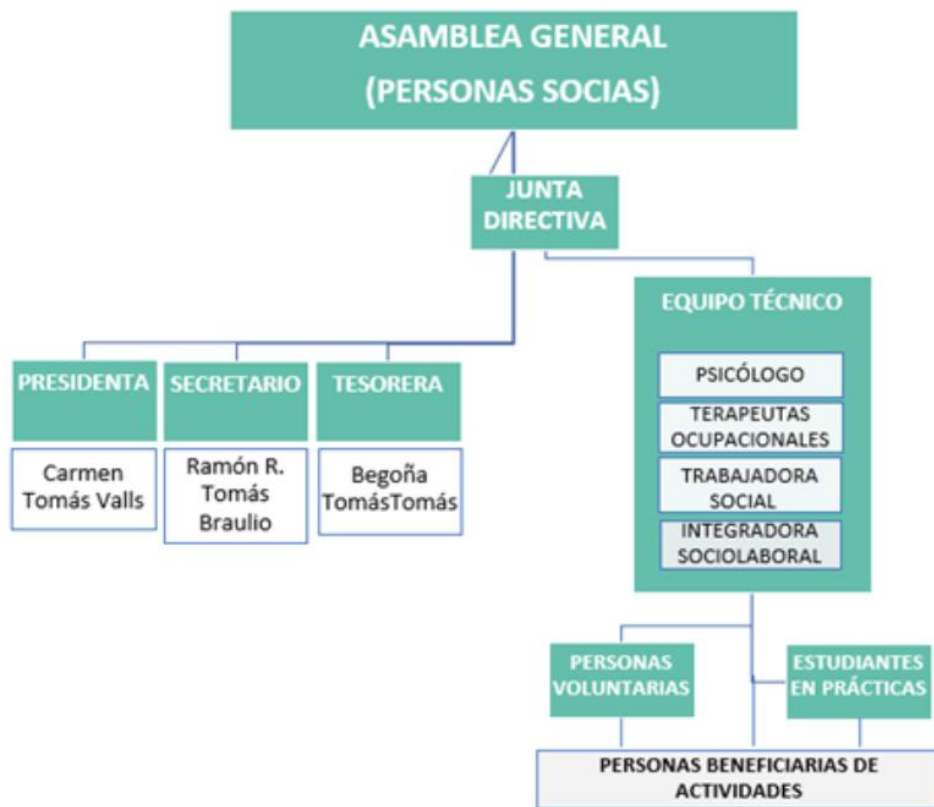 ASAMBLEA GENERAL
(PERSONAS SOCIAS)
JUNTA
DIRECTIVA
EQUIPO TÉCNICO
PSICÓLOGO
TERAPEUTAS
OCUPACIONALES
TRABAJADORA
SOCIAL
INTEGRADORA
SOCIOLABORAL
PRESIDENTA
Carmen
Tomás Valls
SECRETARIO
Ramón R.
Tomás
Braulio
TESORERA
Begoña
TomásTomás
PERSONAS
VOLUNTARIAS
ESTUDIANTES
EN PRÁCTICAS
PERSONAS BENEFICIARIAS DE
ACTIVIDADES